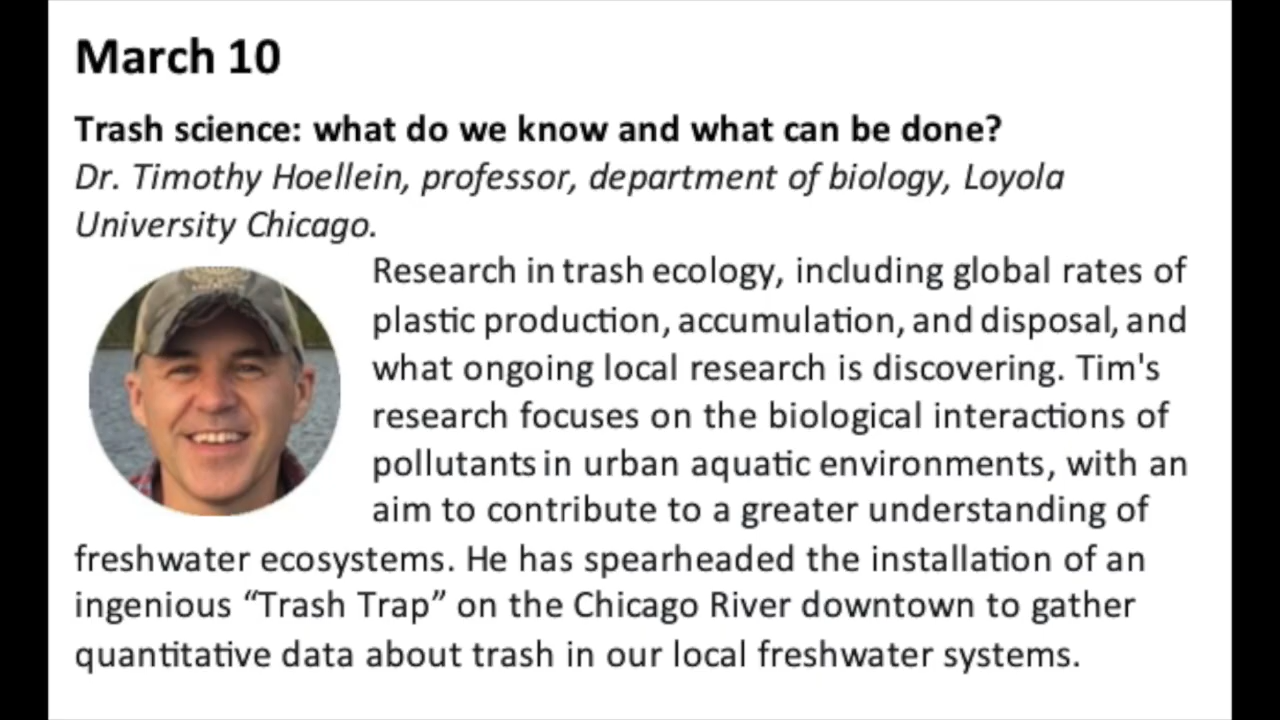 March 10
Trash science: what do we know and what can be done?
Dr. Timothy Hoellein, professor, department of biology, Loyola
University Chicago.
Research in trash ecology, including global rates of
plastic production, accumulation, and disposal, and
what ongoing local research is discovering. Tim's
research focuses on the biological interactions of
pollutants in urban aquatic environments, with an
aim to contribute to a greater understanding of
freshwater ecosystems. He has spearheaded the installation of an
ingenious “Trash Trap” on the Chicago River downtown to gather
quantitative data about trash in our local freshwater systems.